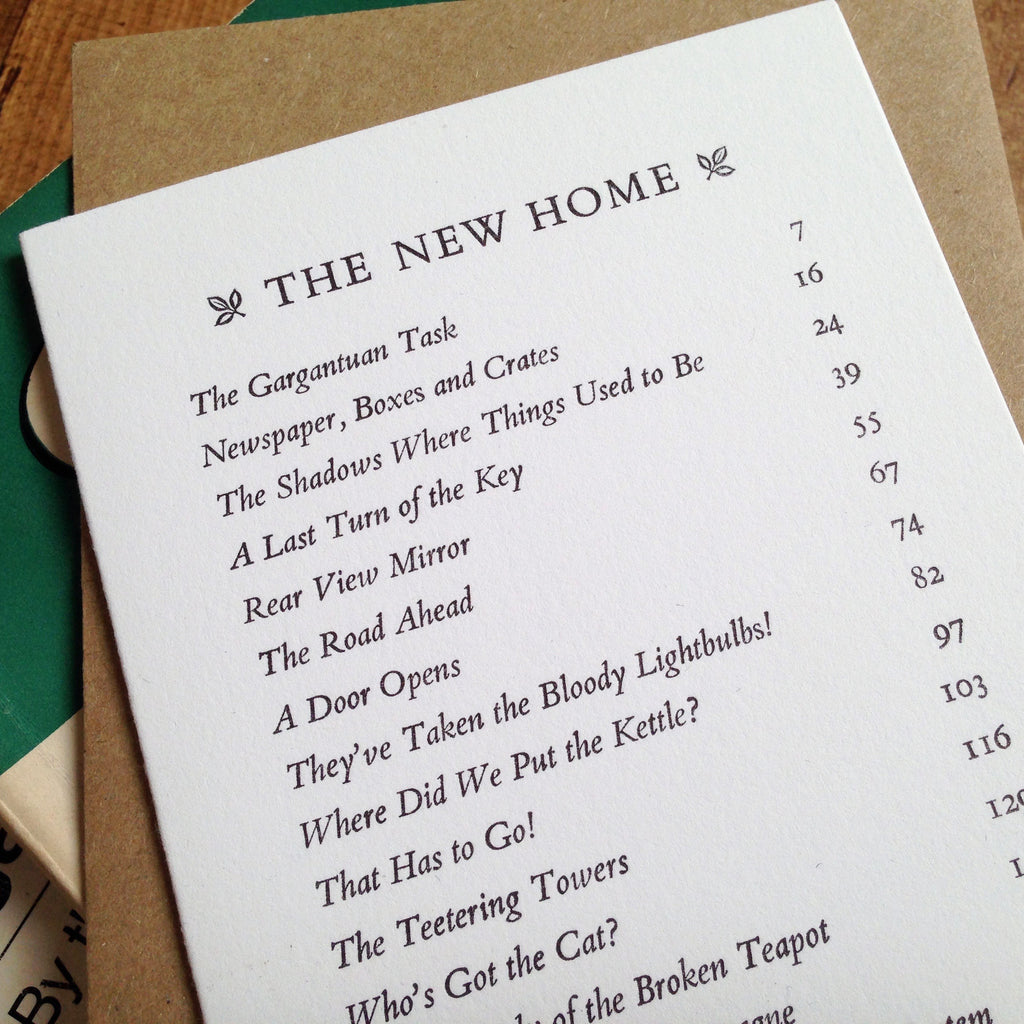 THE NEW HOME
The Gargantuan Task 7
Newspaper, Boxes and Crates 16
The Shadows Where Things Used to Be 24
A Last Turn of the Key 39
Rear View Mirror 55
The Road Ahead 67
A Door Opens 74
They've Taken the Bloody Lightbulbs! 82
Where Did We Put the Kettle? 97
That Has to Go! 103
The Teetering Towers 116
Who's Got the Cat?
of the Broken Teapot
By